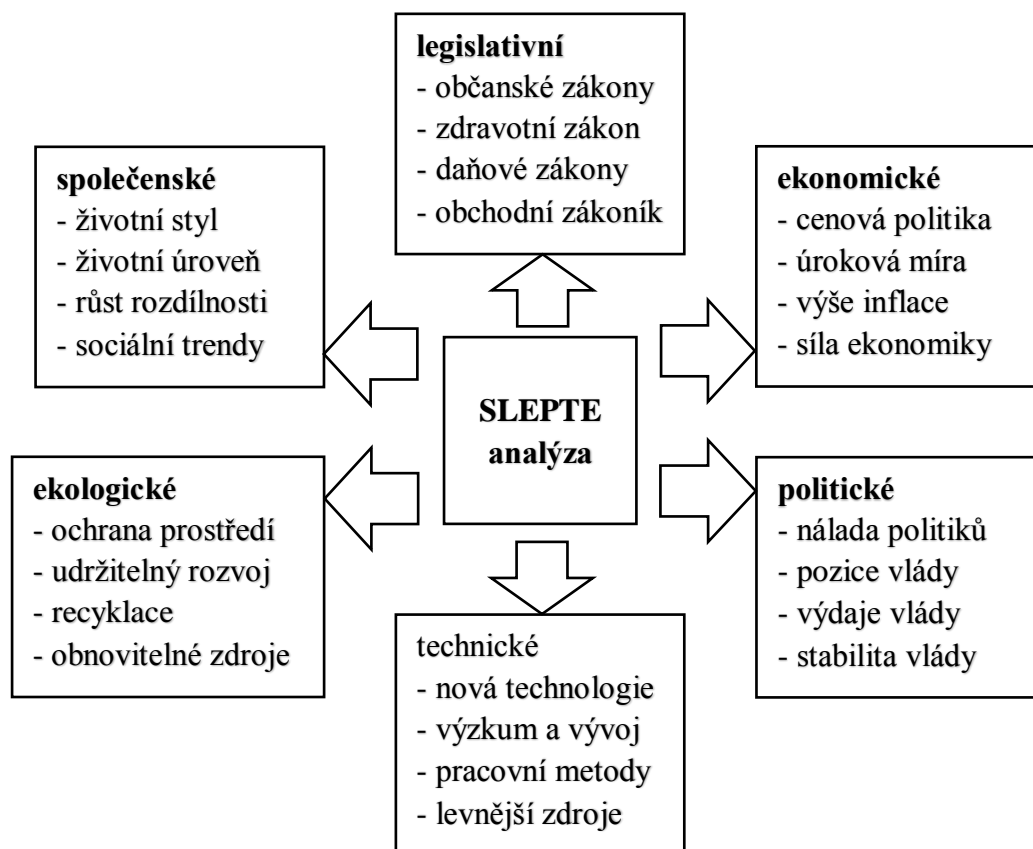 legislativní
- občanské zákony
- zdravotní zákon
- daňové zákony
- obchodní zákoník
společenské
- životní styl
- životní úroveň
- růst rozdílnosti
- sociální trendy
ekonomické
- cenová politika
- úroková míra
- výše inflace
- síla ekonomiky
SLEPTE
analýza
ekologické
- ochrana prostředí
- udržitelný rozvoj
- recyklace
- obnovitelné zdroje
politické
- nálada politiků
- pozice vlády
- výdaje vlády
- stabilita vlády
technické
- nová technologie
- výzkum a vývoj
- pracovní metody
- levnější zdroje